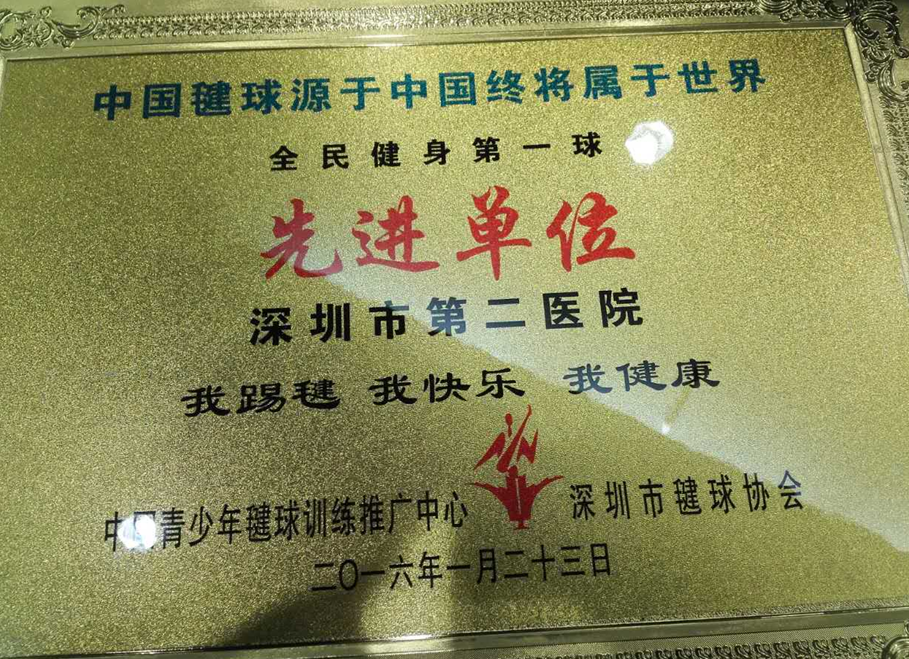 中国毽球源于中国终将属于世界
全民健身第一球
先进单位
深圳市第二医院
我踢毽 我快乐 我健康
中国青少年毽球训练推广中心 深圳市毽球协会
二〇一六年一月二十三日